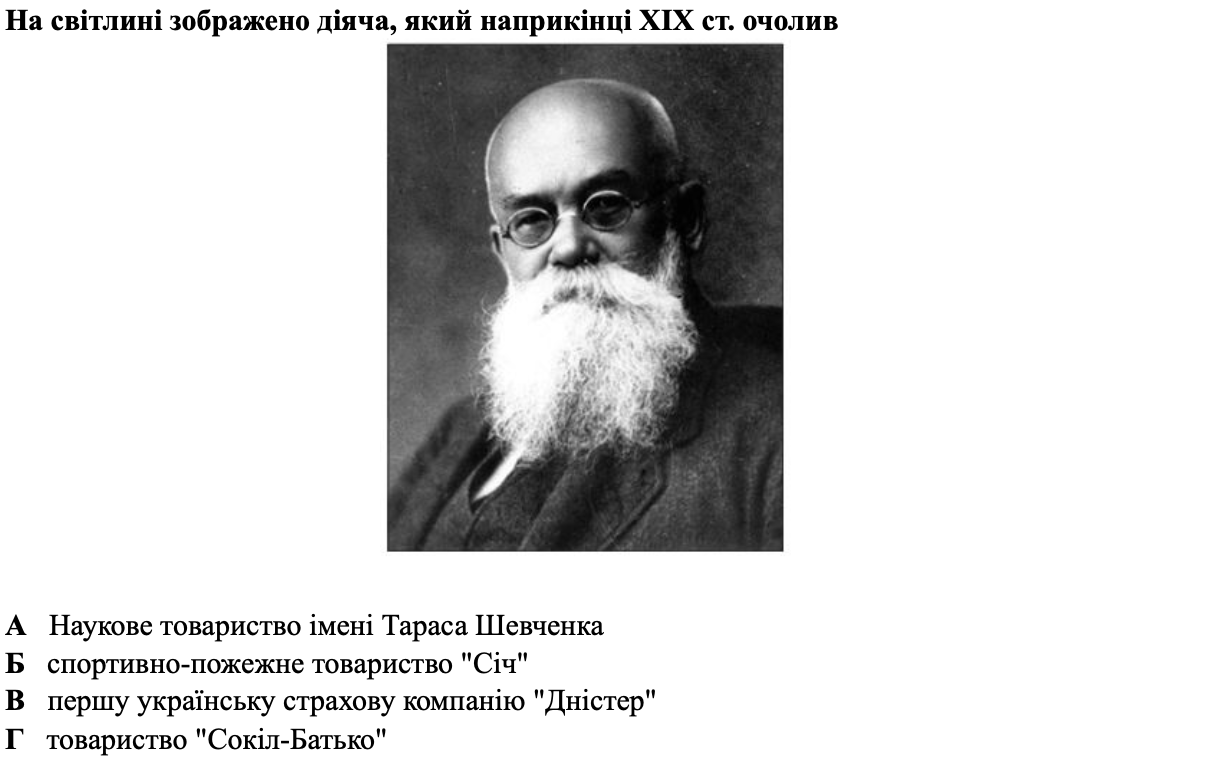 На світлині зображено діяча, який наприкінці XIX ст. очолив
А Наукове товариство імені Тараса Шевченка
Б спортивно-пожежне товариство "Січ"
В першу українську страхову компанію "Дністер"
Г товариство "Сокіл-Батько"